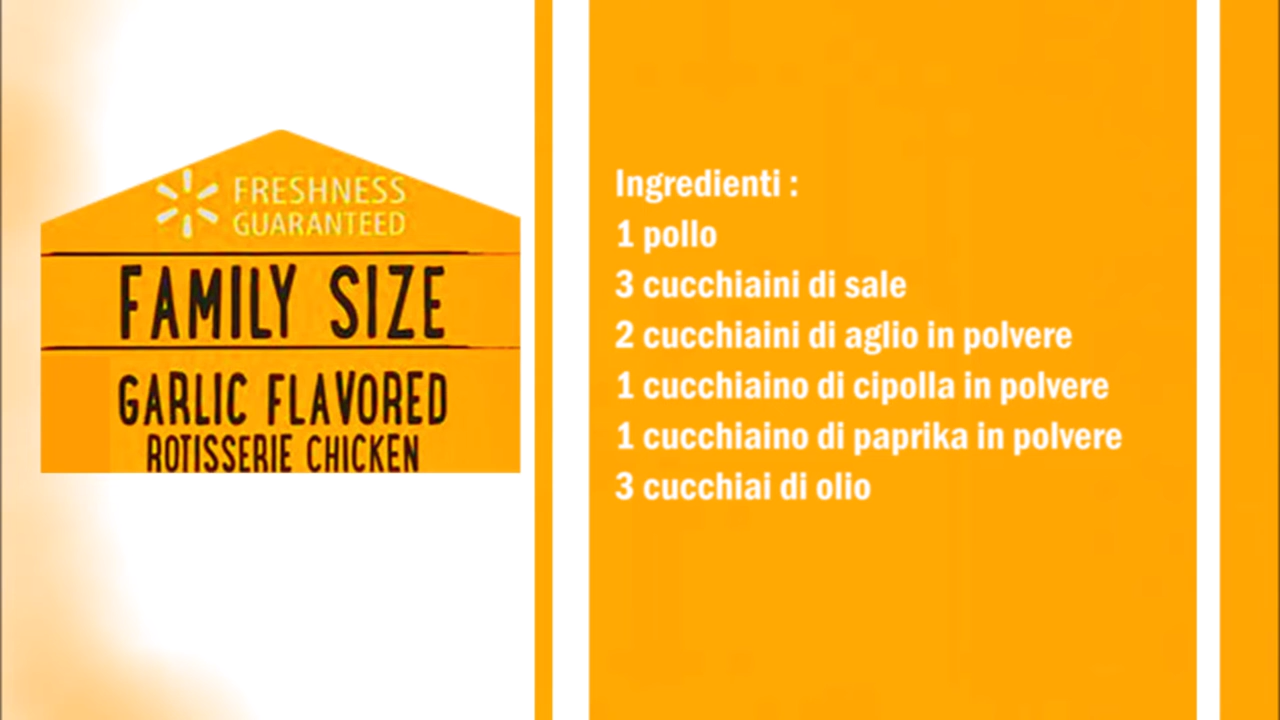 FRESHNESS
GUARANTEED
FAMILY SIZE
GARLIC FLAVORED
ROTISSERIE CHICKEN
Ingredienti :
1 pollo
3 cucchiaini di sale
2 cucchiaini di aglio in polvere
1 cucchiaino di cipolla in polvere
1 cucchiaino di paprika in polvere
3 cucchiai di olio